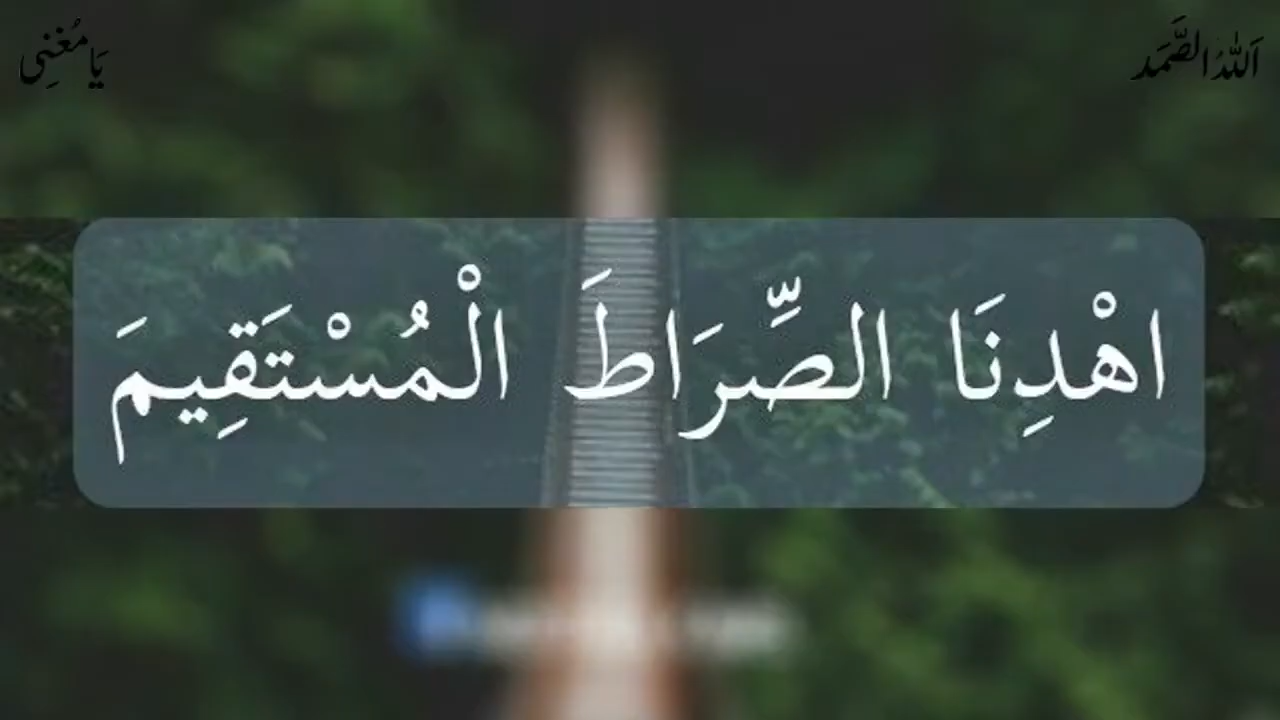 اَللّٰهُ الصَّمَد
يَا مُغْنِى
اهْدِنَا الصِّرَاطَ الْمُسْتَقِيمَ